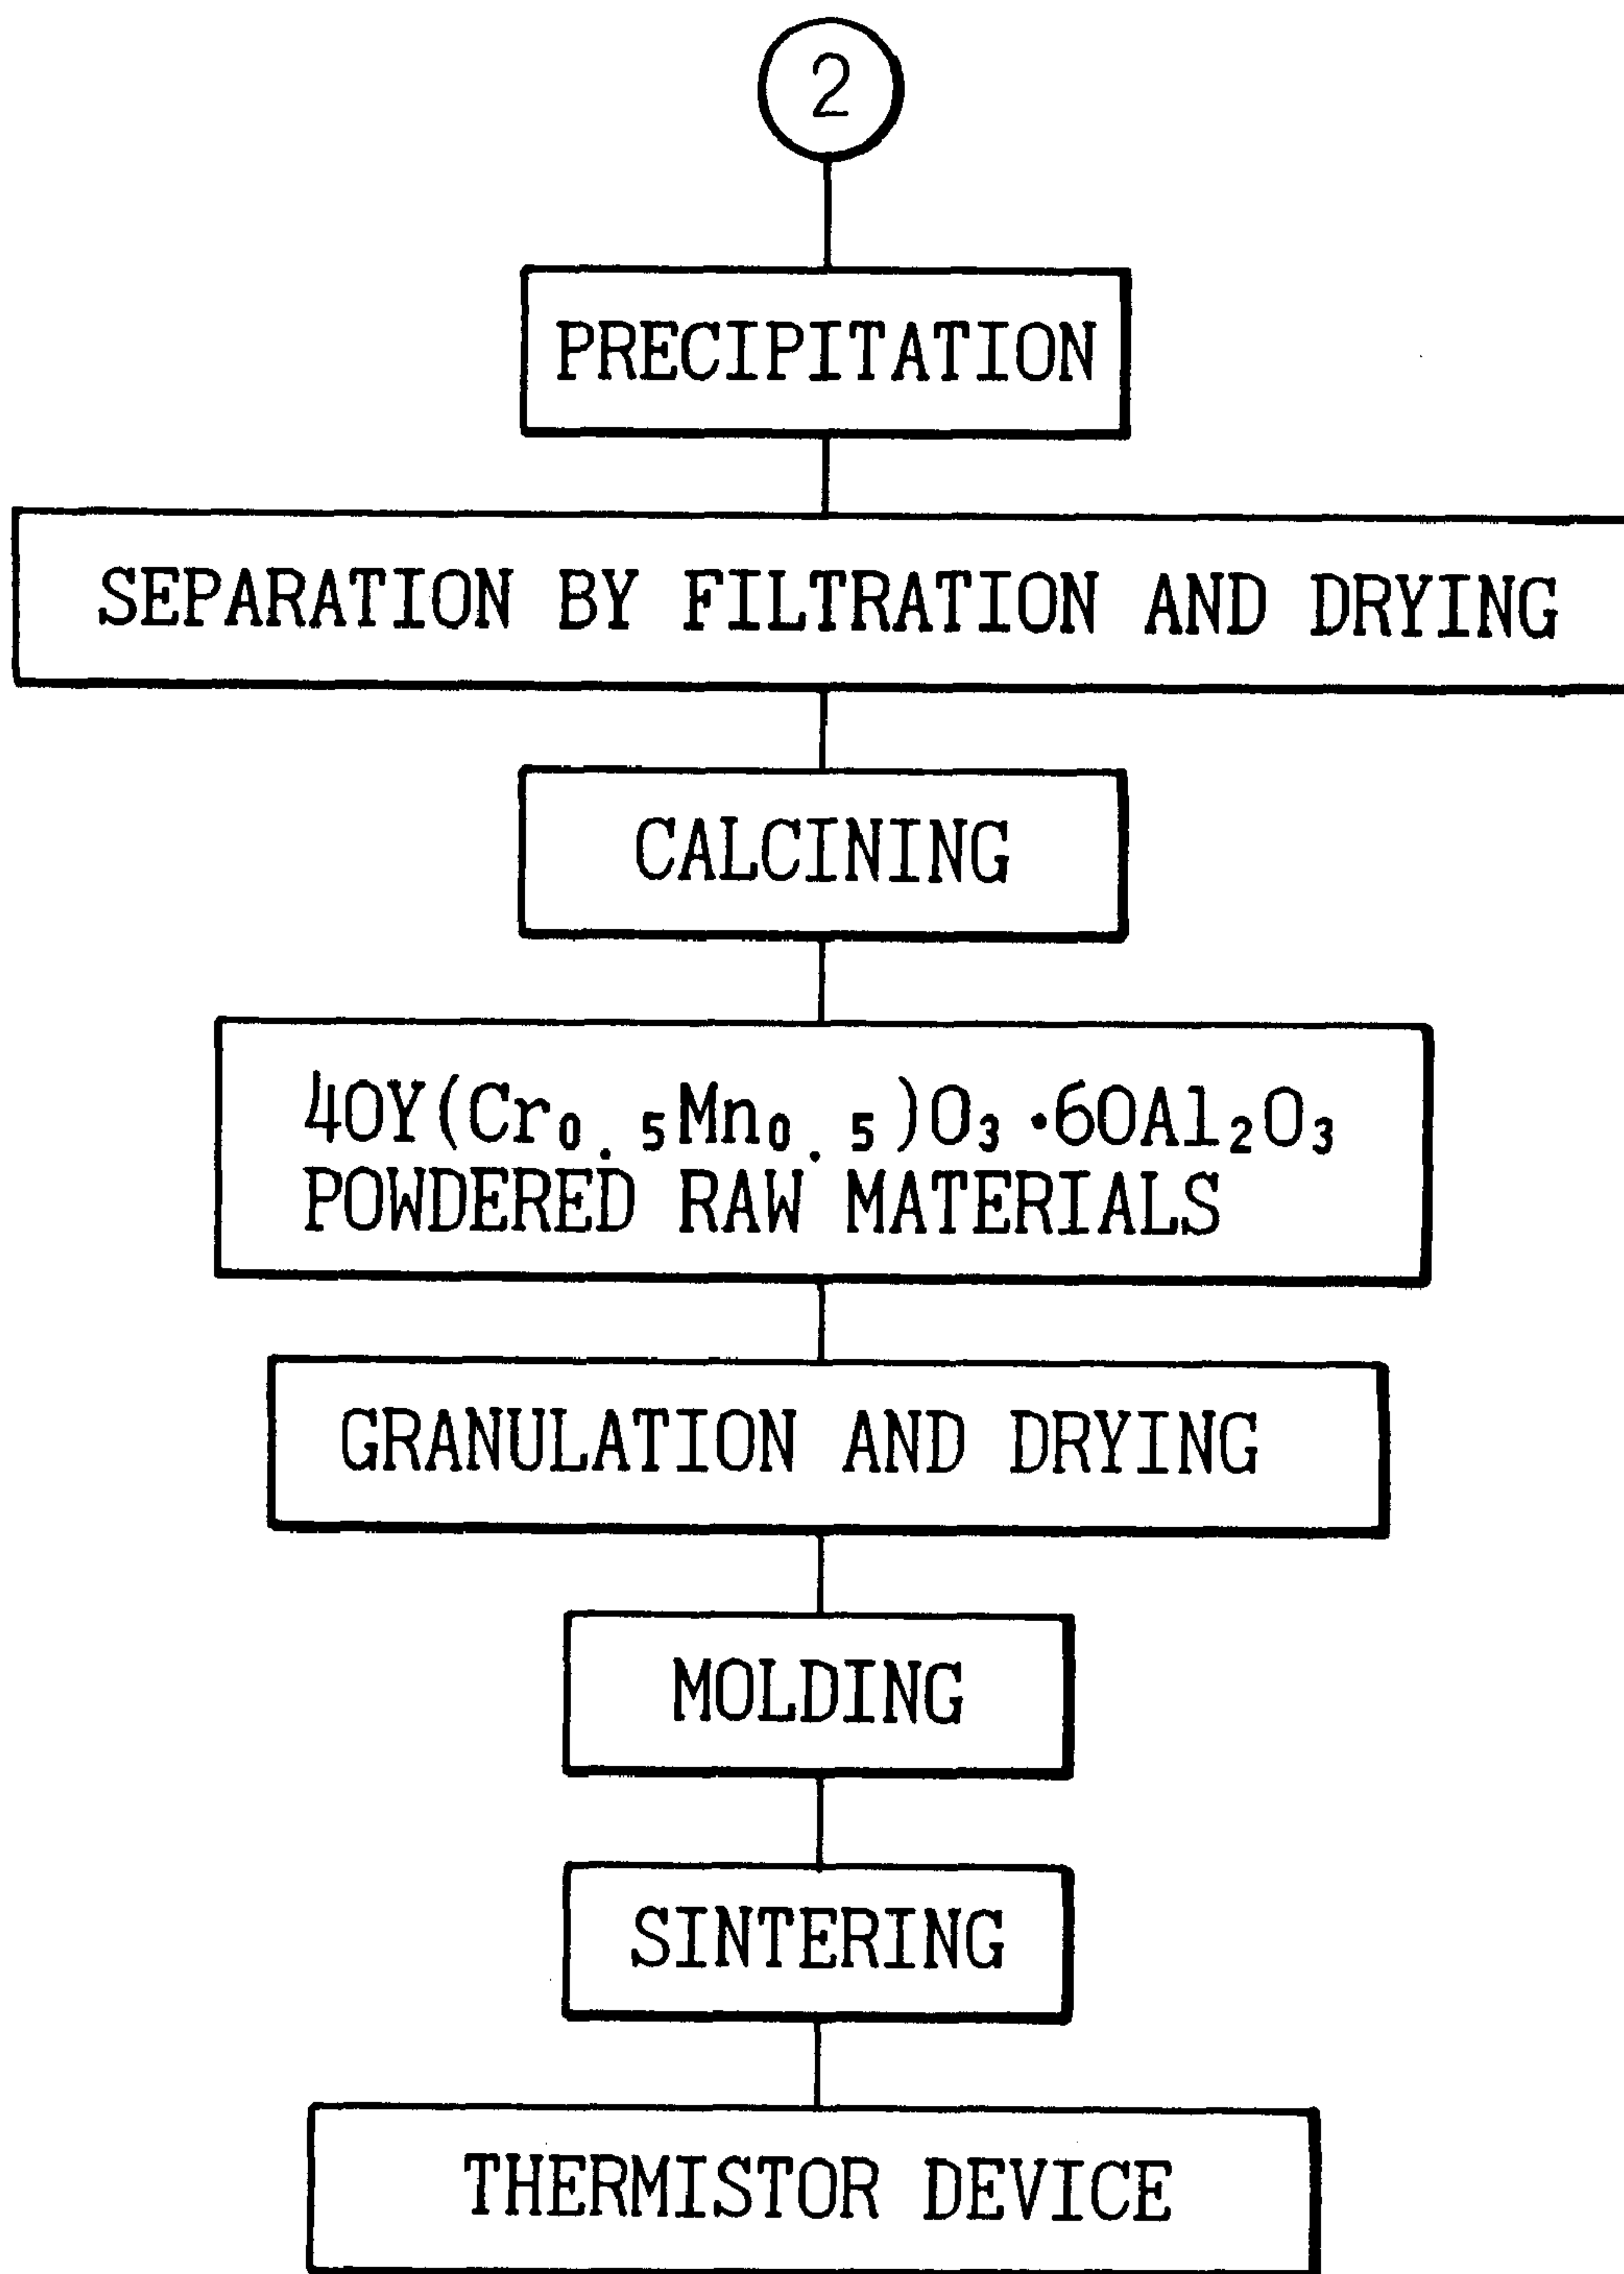 2
PRECIPITATION
SEPARATION BY FILTRATION AND DRYING
CALCINING
40Y(Cr₀.₅Mn₀.₅)O₃·60Al₂O₃
POWDERED RAW MATERIALS
GRANULATION AND DRYING
MOLDING
SINTERING
THERMISTOR DEVICE